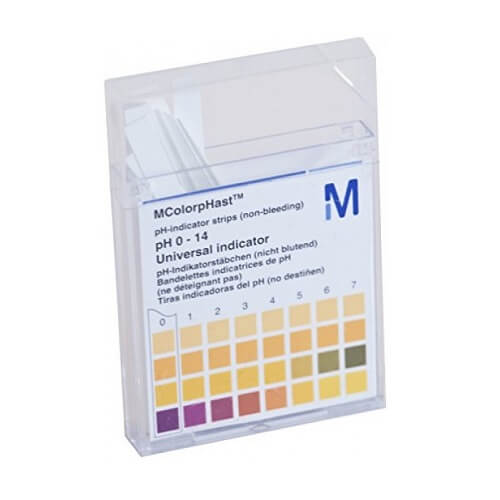 MColorpHast™
pH-indicator strips (non-bleeding)
pH 0 - 14
Universal indicator
pH-Indikatorstäbchen (nicht blutend)
Bandelettes indicatrices de pH
(ne déteignant pas)
Tiras indicadoras del pH (no destiñen)
M
0 1 2 3 4 5 6 7